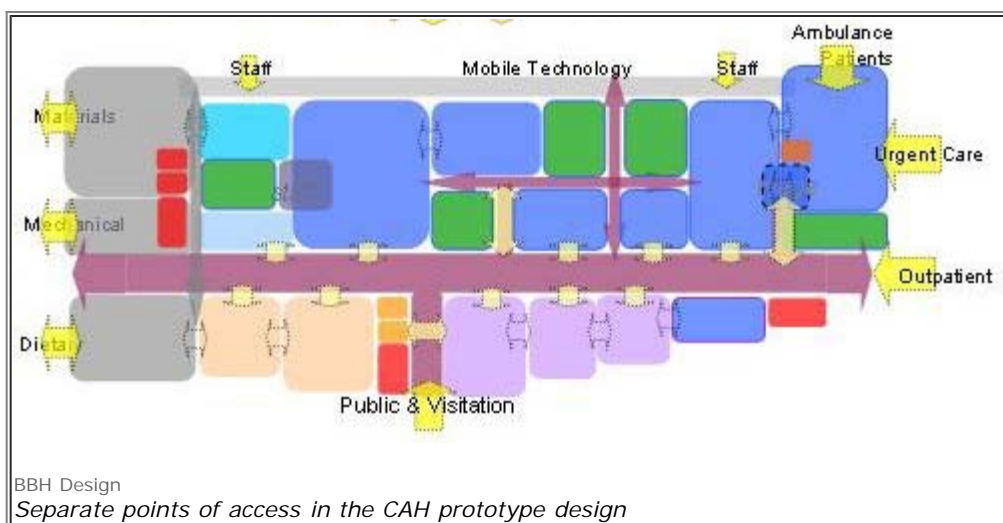 Ambulance
Patients
Staff
Mobile Technology
Staff
Materials
Urgent Care
Mechanical
Outpatient
Dietary
Public & Visitation
BBH Design
Separate points of access in the CAH prototype design